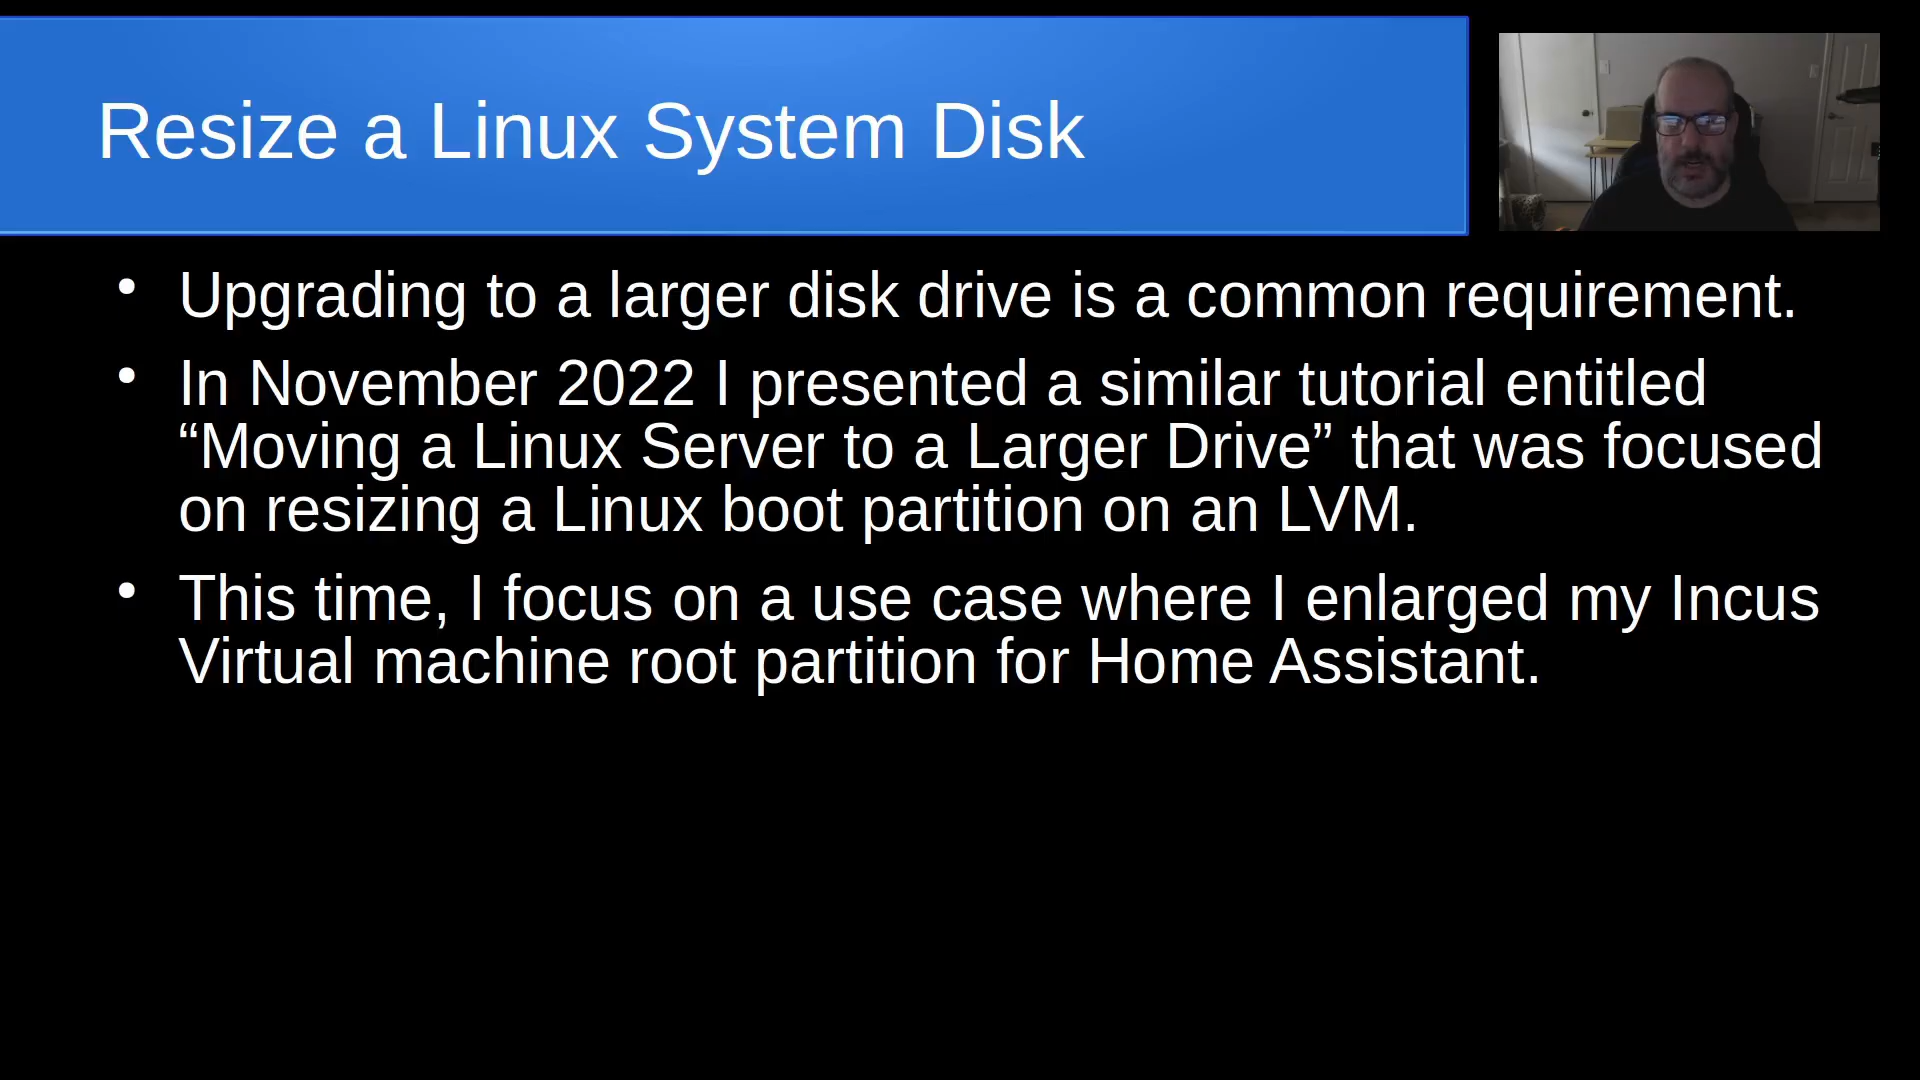 Resize a Linux System Disk
Upgrading to a larger disk drive is a common requirement.
In November 2022 I presented a similar tutorial entitled
“Moving a Linux Server to a Larger Drive” that was focused
on resizing a Linux boot partition on an LVM.
This time, I focus on a use case where I enlarged my Incus
Virtual machine root partition for Home Assistant.